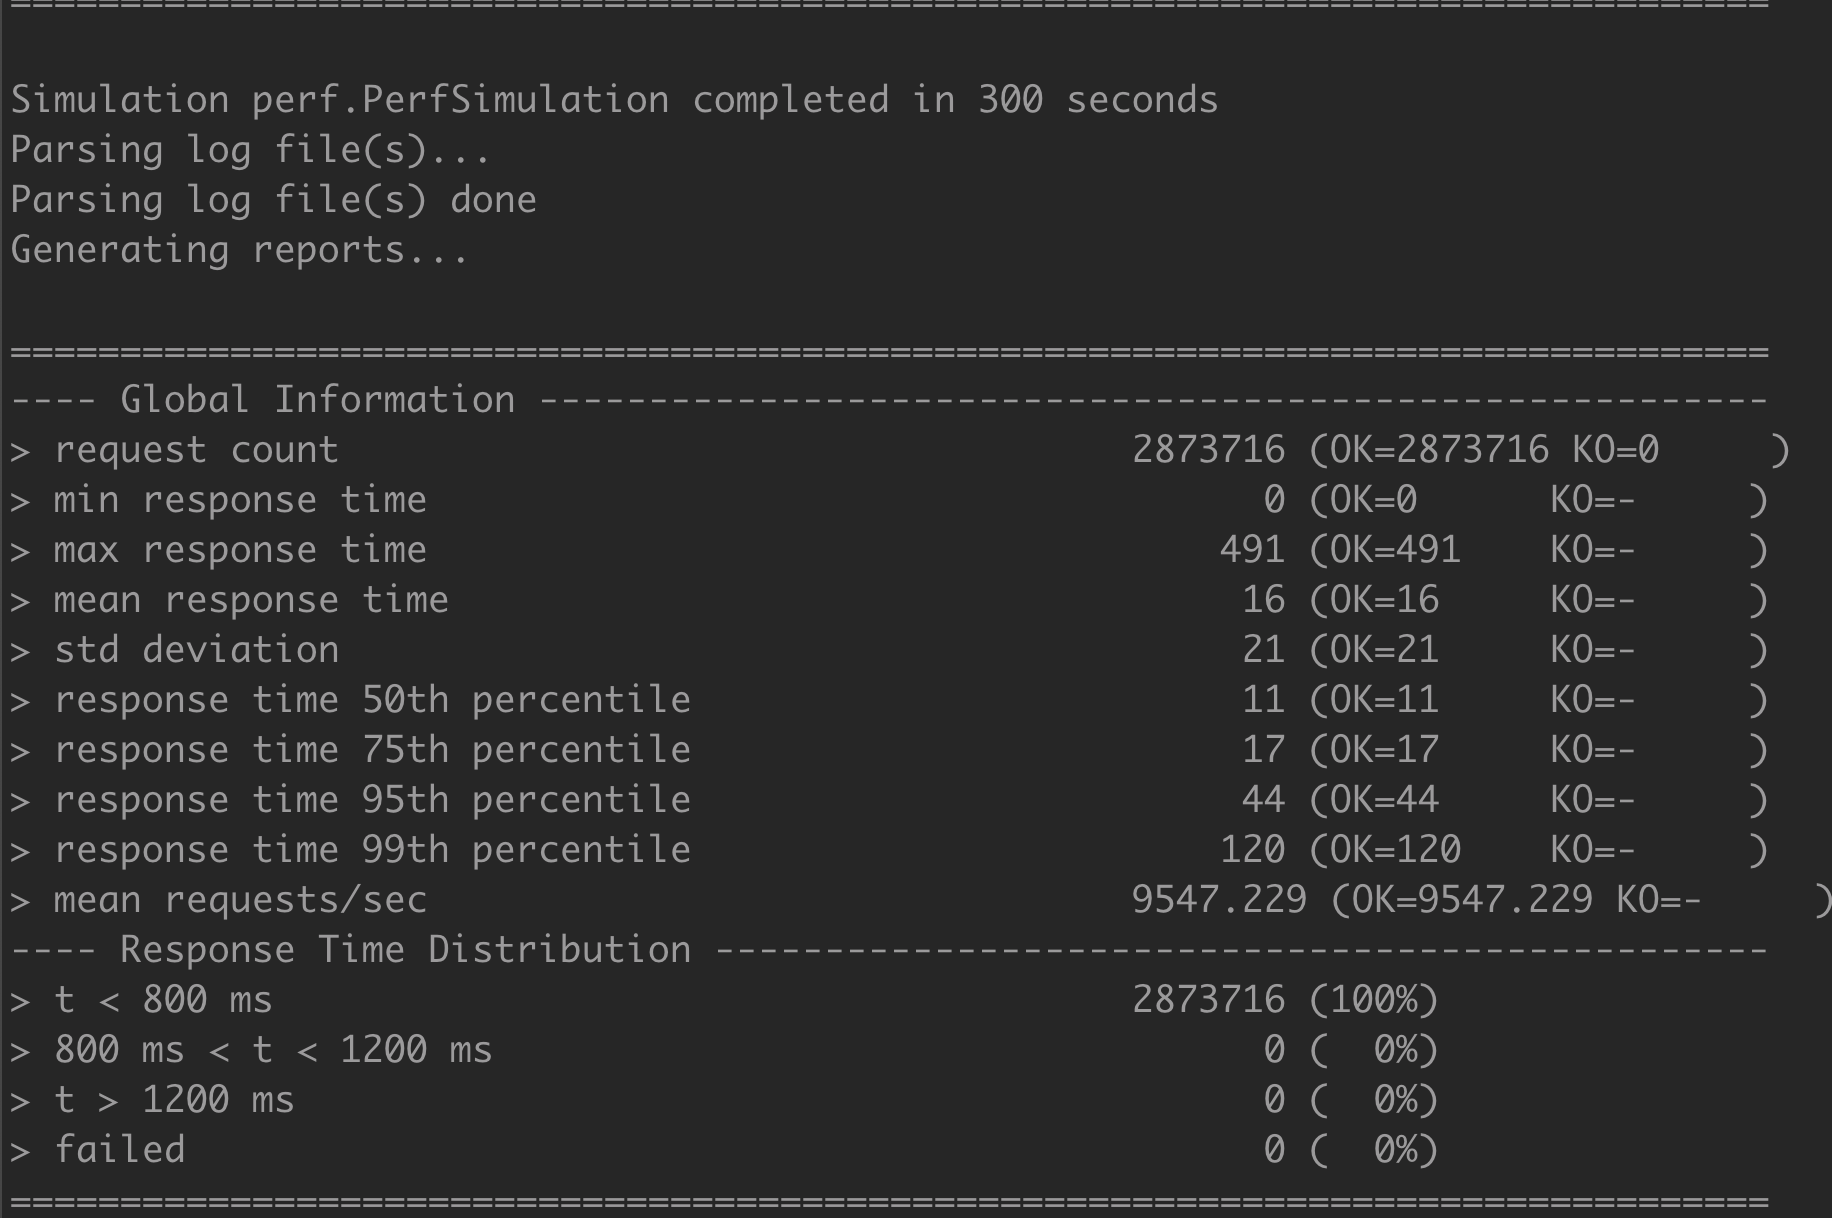 ================================================================================
Simulation perf.PerfSimulation completed in 300 seconds
Parsing log file(s)...
Parsing log file(s) done
Generating reports...
================================================================================
---- Global Information --------------------------------------------------------
> request count                                    2873716 (OK=2873716 KO=0     )
> min response time                                      0 (OK=0      KO=-     )
> max response time                                    491 (OK=491    KO=-     )
> mean response time                                    16 (OK=16     KO=-     )
> std deviation                                         21 (OK=21     KO=-     )
> response time 50th percentile                         11 (OK=11     KO=-     )
> response time 75th percentile                         17 (OK=17     KO=-     )
> response time 95th percentile                         44 (OK=44     KO=-     )
> response time 99th percentile                        120 (OK=120    KO=-     )
> mean requests/sec                                9547.229 (OK=9547.229 KO=-     )
---- Response Time Distribution ------------------------------------------------
> t < 800 ms                                       2873716 (100%)
> 800 ms < t < 1200 ms                                   0 (  0%)
> t > 1200 ms                                            0 (  0%)
> failed                                                 0 (  0%)
================================================================================